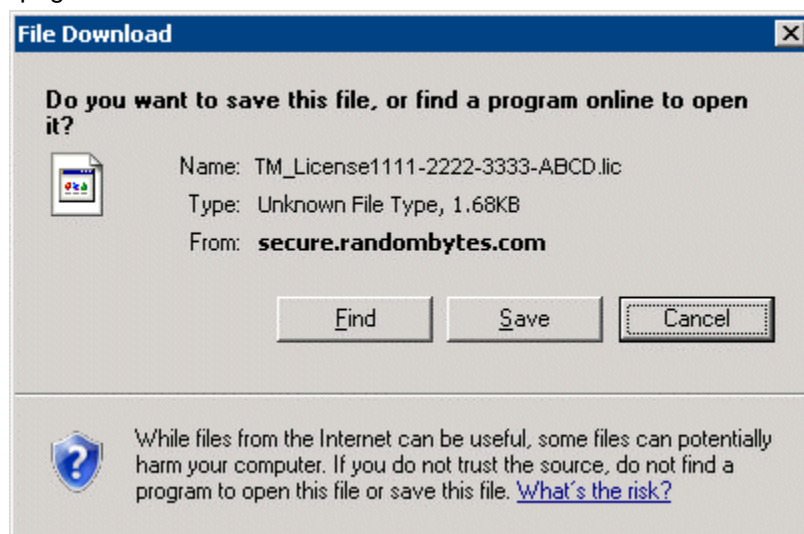 File Download
Do you want to save this file, or find a program online to open
it?
Name: TM_License1111-2222-3333-ABCD.lic
Type: Unknown File Type, 1.68KB
From: secure.randombytes.com
Find Save Cancel
While files from the Internet can be useful, some files can potentially
harm your computer. If you do not trust the source, do not find a
program to open this file or save this file. What's the risk?